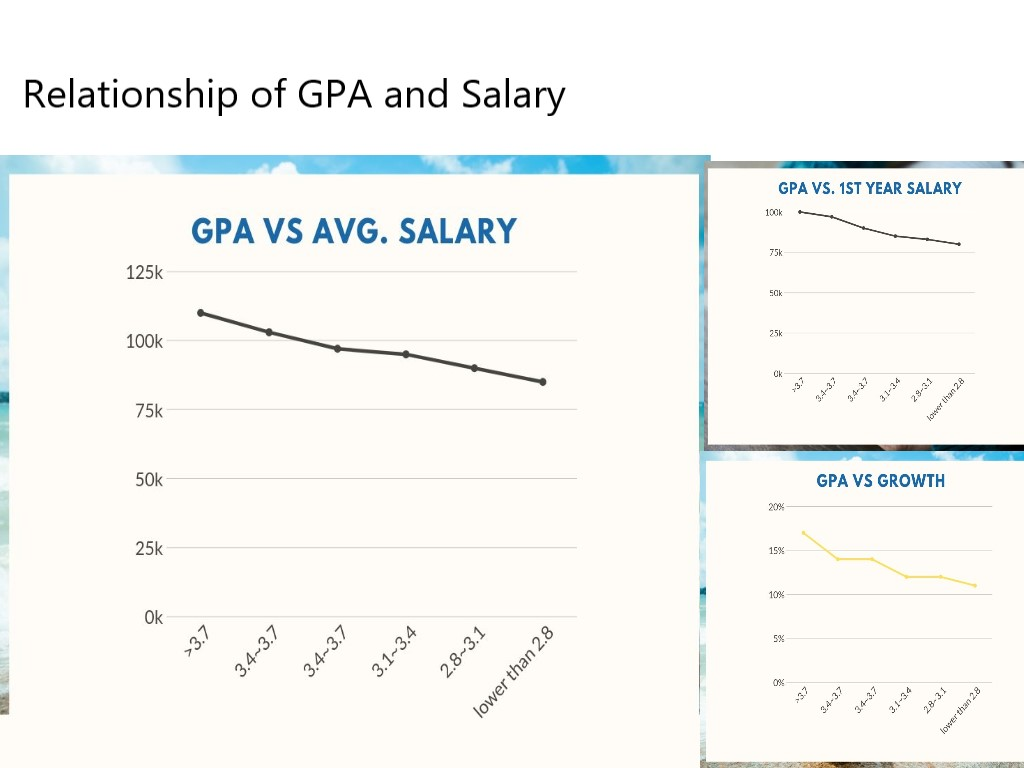 Relationship of GPA and Salary
GPA VS AVG. SALARY
125k
100k
75k
50k
25k
0k
>3.7
3.4~3.7
3.4~3.7
3.1~3.4
2.8~3.1
lower than 2.8
GPA VS. 1ST YEAR SALARY
100k
75k
50k
25k
0k
>3.7
3.4~3.7
3.4~3.7
3.1~3.4
2.8~3.1
lower than 2.8
GPA VS GROWTH
20%
15%
10%
5%
0%
>3.7
3.4~3.7
3.4~3.7
3.1~3.4
2.8~3.1
lower than 2.8